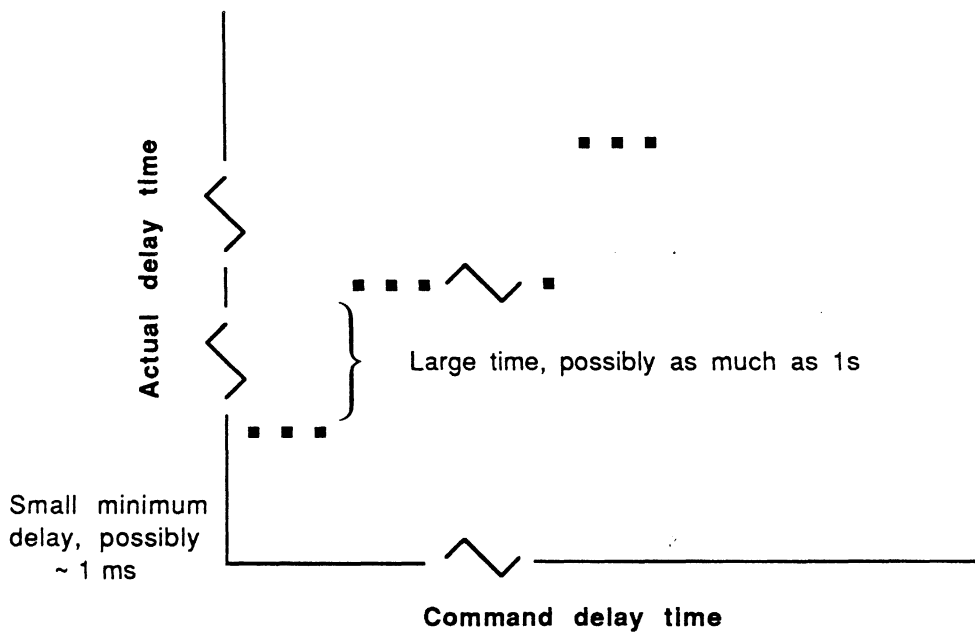 Actual delay time
Large time, possibly as much as 1s
Small minimum
delay, possibly
~ 1 ms
Command delay time